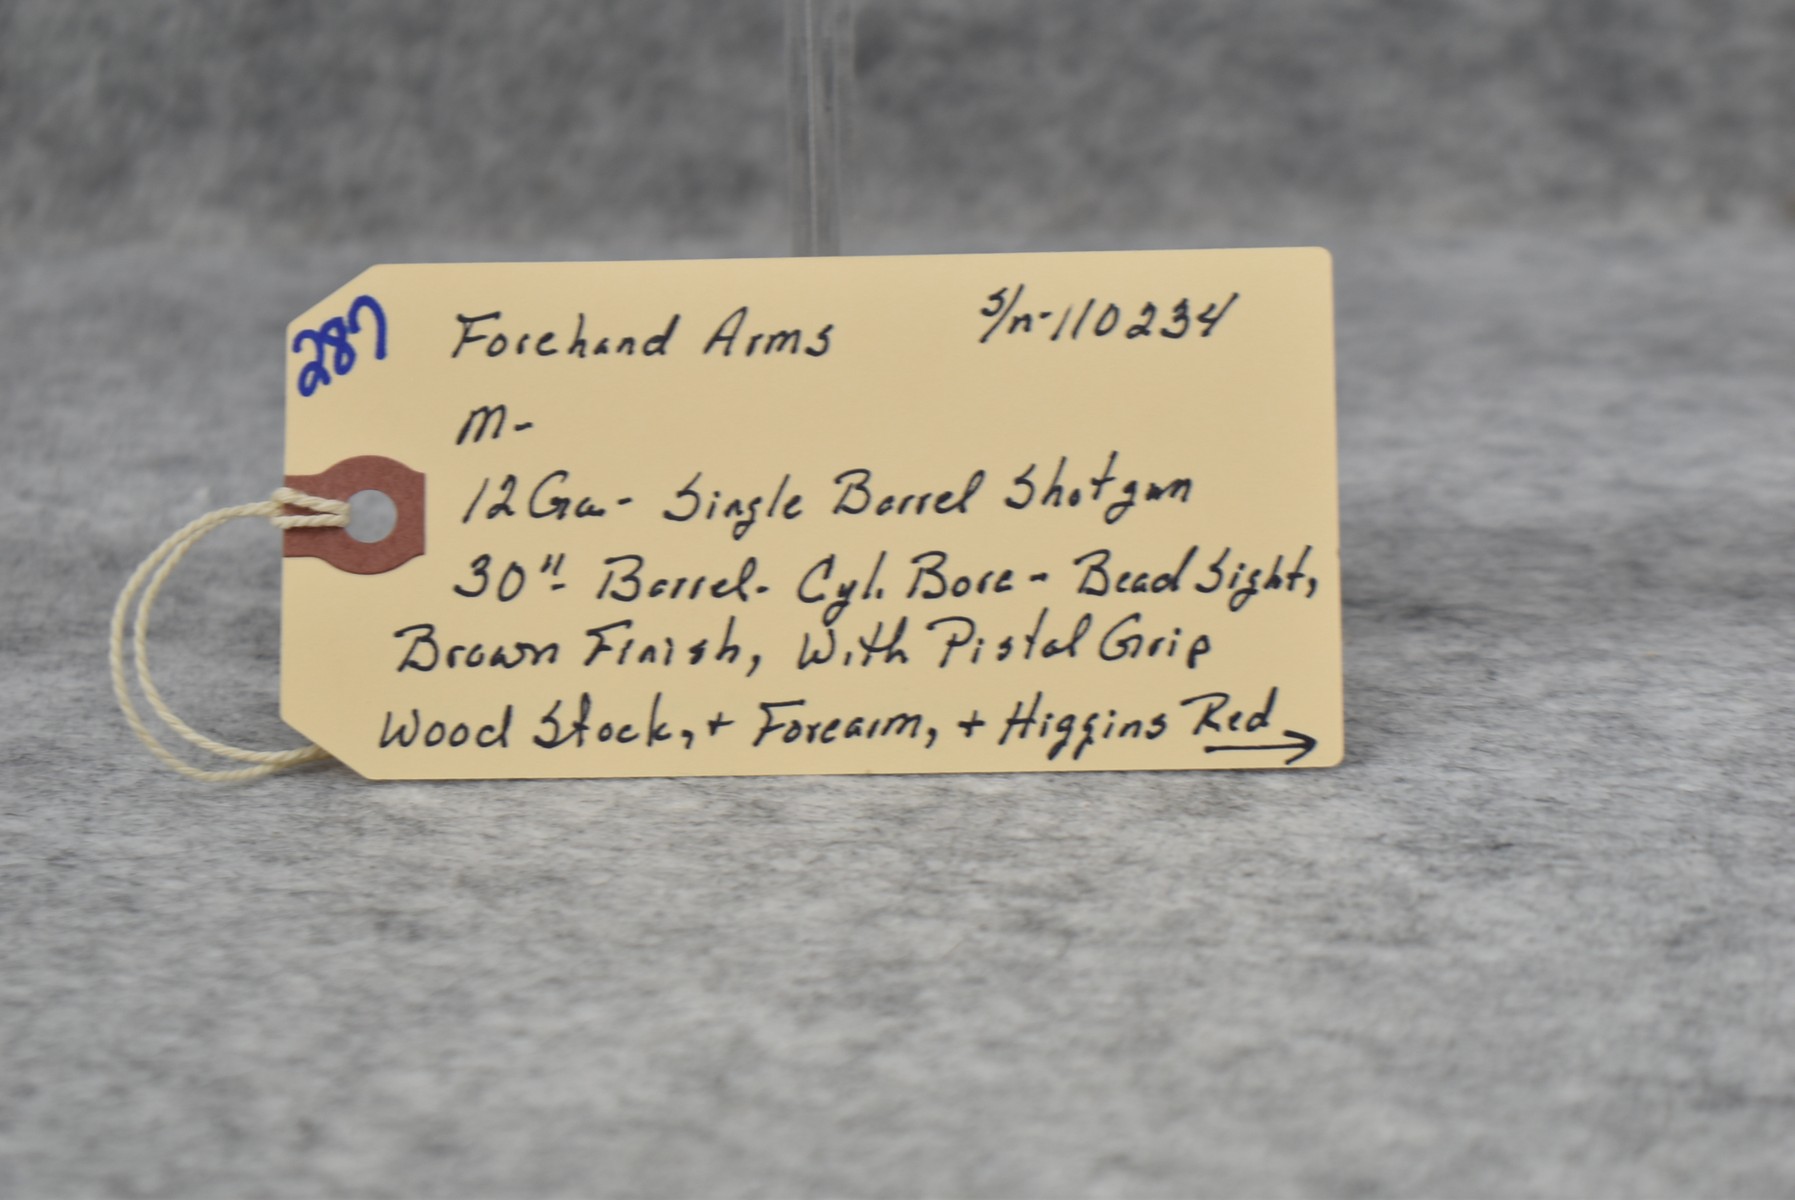 287
Forehand Arms s/n-110234
M-
12 Ga- Single Barrel Shotgun
30"- Barrel- Cyl. Bore- Bead Sight,
Brown Finish, With Pistol Grip
Wood Stock, + Forearm, + Higgins Red →